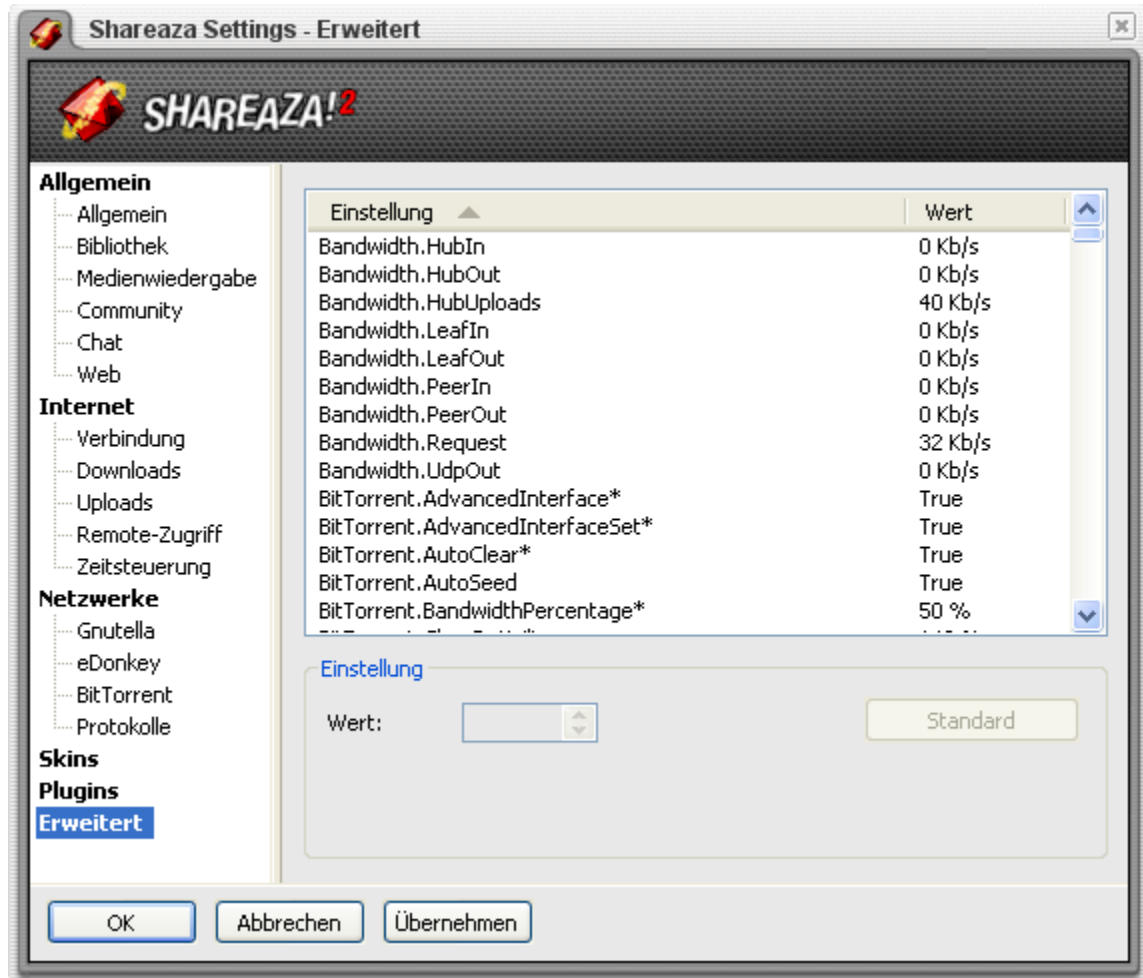 Shareaza Settings - Erweitert
SHAREAZA!2
Allgemein
Allgemein
Bibliothek
Medienwiedergabe
Community
Chat
Web
Internet
Verbindung
Downloads
Uploads
Remote-Zugriff
Zeitsteuerung
Netzwerke
Gnutella
eDonkey
BitTorrent
Protokolle
Skins
Plugins
Erweitert
Einstellung Wert
Bandwidth.HubIn 0 Kb/s
Bandwidth.HubOut 0 Kb/s
Bandwidth.HubUploads 40 Kb/s
Bandwidth.LeafIn 0 Kb/s
Bandwidth.LeafOut 0 Kb/s
Bandwidth.PeerIn 0 Kb/s
Bandwidth.PeerOut 0 Kb/s
Bandwidth.Request 32 Kb/s
Bandwidth.UdpOut 0 Kb/s
BitTorrent.AdvancedInterface* True
BitTorrent.AdvancedInterfaceSet* True
BitTorrent.AutoClear* True
BitTorrent.AutoSeed True
BitTorrent.BandwidthPercentage* 50 %
Einstellung
Wert:
Standard
OK Abbrechen Übernehmen